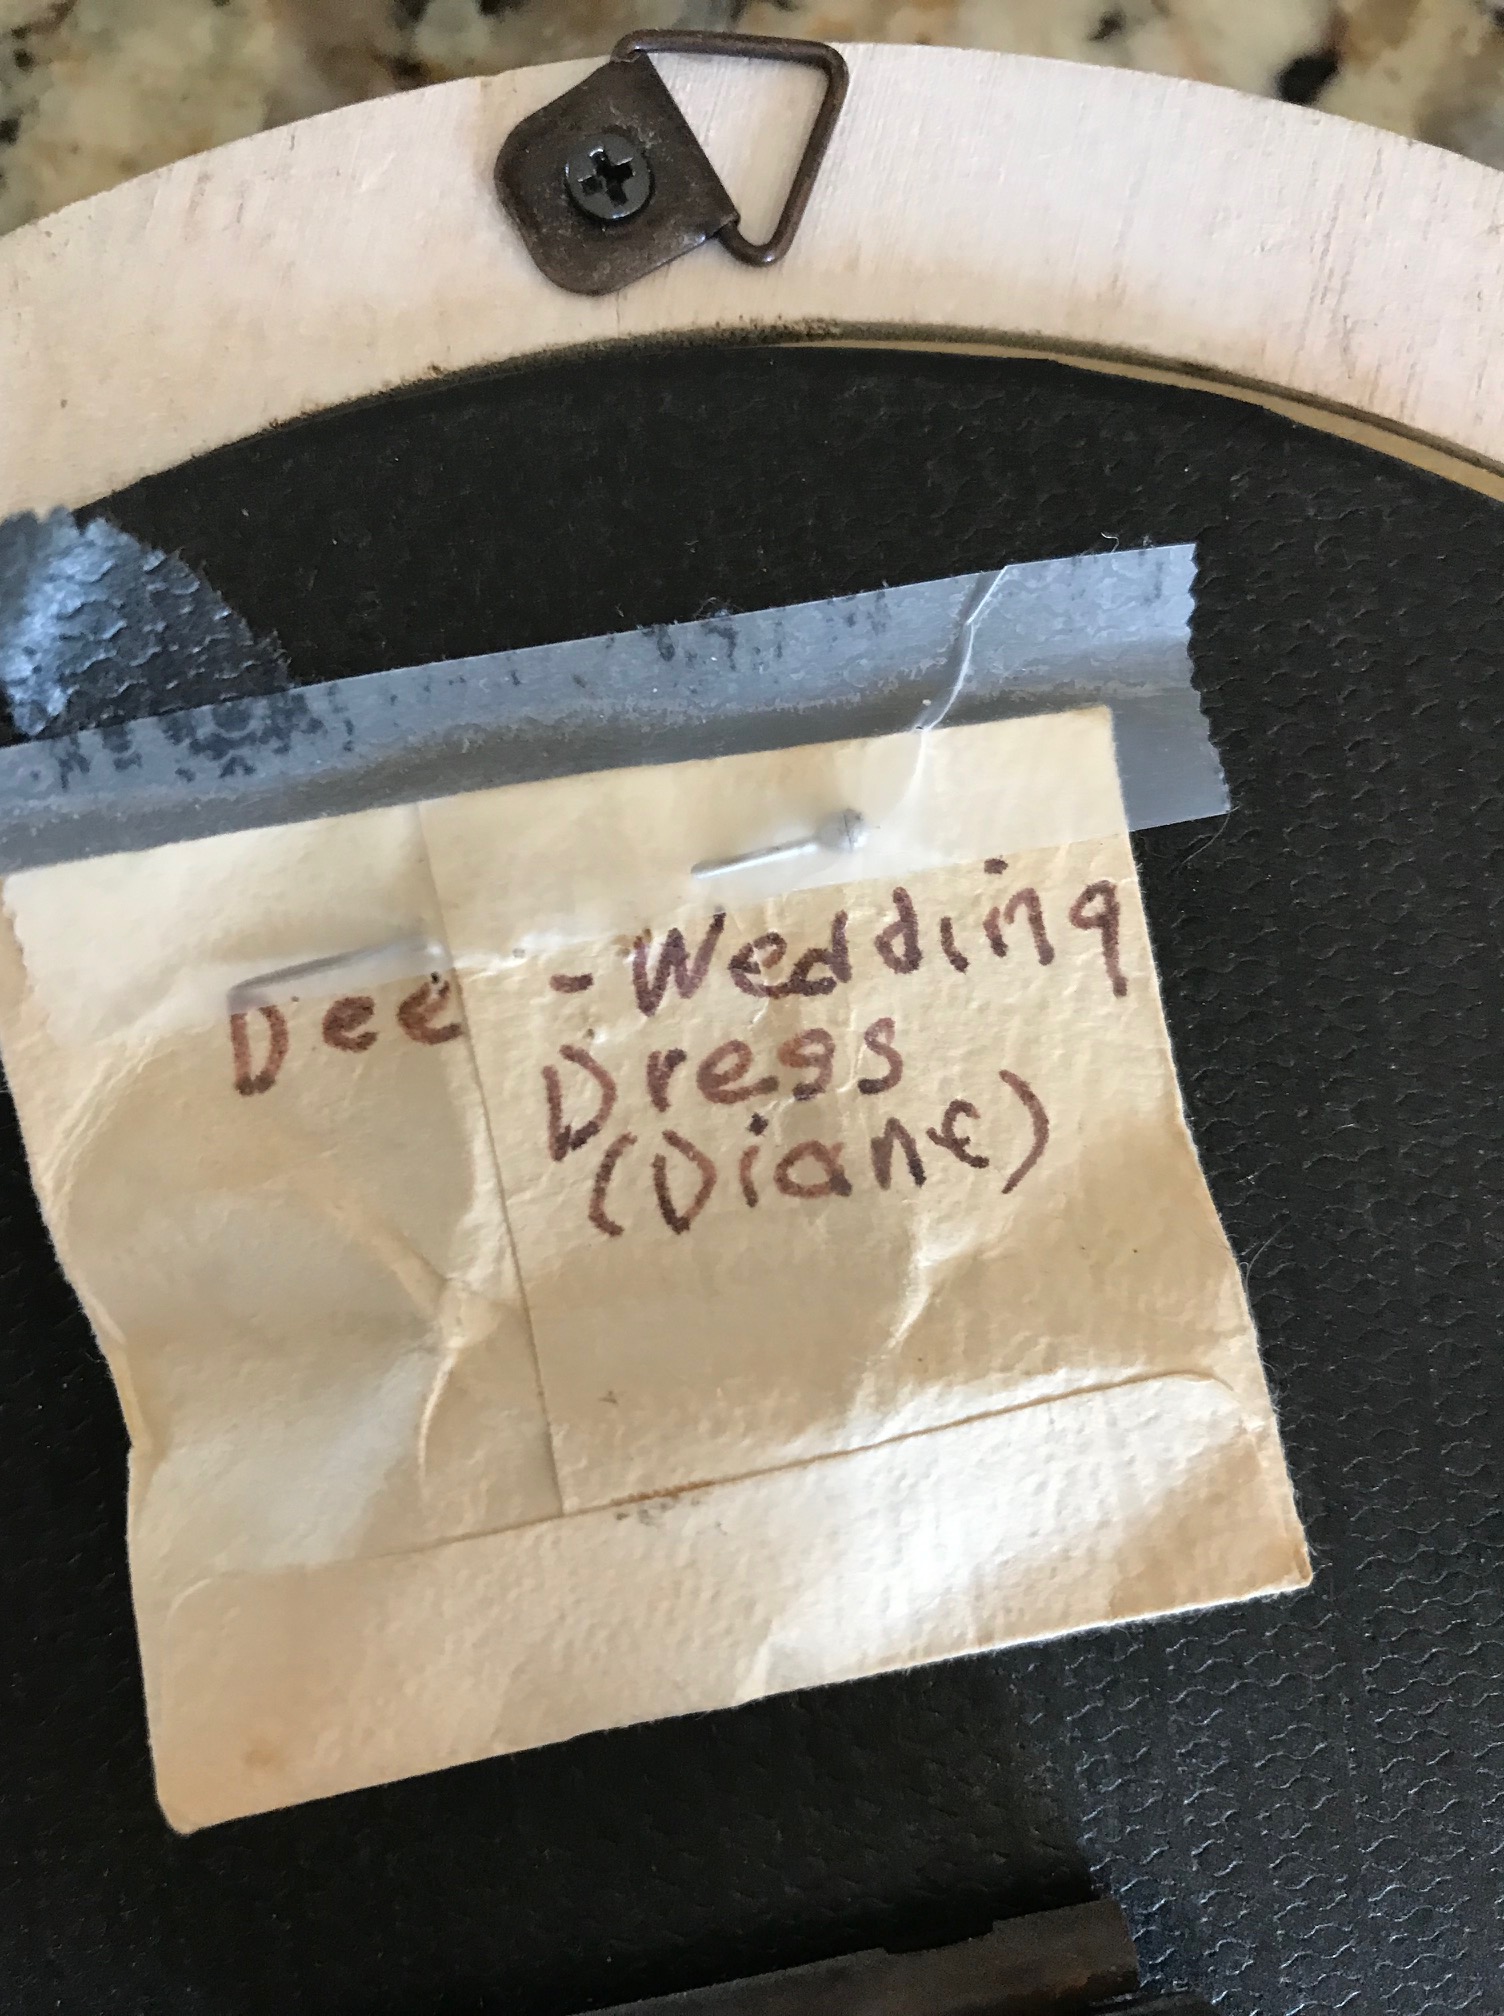 Dee - Wedding
Dress
(Diane)